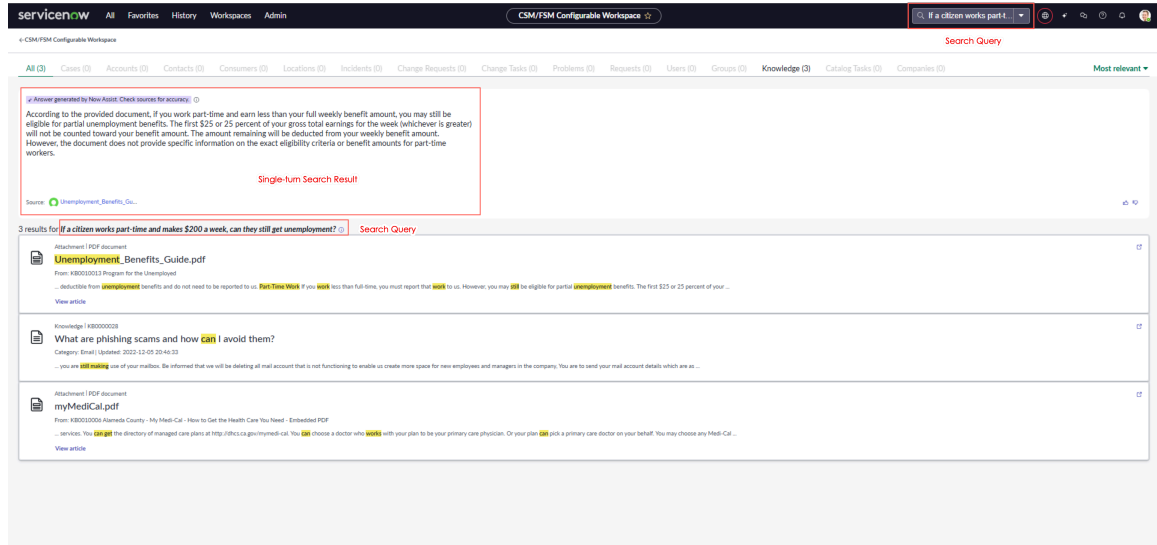 servicenow All Favorites History Workspaces Admin CSM/FSM Configurable Workspace ☆ If a citizen works part-t...
Search Query
CSM/FSM Configurable Workspace
All (3) Cases (0) Accounts (0) Contacts (0) Consumers (0) Locations (0) Incidents (0) Change Requests (0) Change Tasks (0) Problems (0) Requests (0) Users (0) Groups (0) Knowledge (3) Catalog Tasks (0) Companies (0) Most relevant
Answer generated by Now Assist. Check sources for accuracy.
According to the provided document, if you work part-time and earn less than your full weekly benefit amount, you may still be
eligible for partial unemployment benefits. The first $25 or 25 percent of your gross total earnings for the week (whichever is greater)
will not be counted toward your benefit amount. The amount remaining will be deducted from your weekly benefit amount.
However, the document does not provide specific information on the exact eligibility criteria or benefit amounts for part-time
workers.
Single-turn Search Result
Source: Unemployment_Benefits_Gu...
3 results for If a citizen works part-time and makes $200 a week, can they still get unemployment? Search Query
Attachment | PDF document
Unemployment_Benefits_Guide.pdf
From: KB0010013 Program for the Unemployed
... deductible from unemployment benefits and do not need to be reported to us. Part-Time Work If you work less than full-time, you must report that work to us. However, you may still be eligible for partial unemployment benefits. The first $25 or 25 percent of your ...
View article
Knowledge | KB0000028
What are phishing scams and how can I avoid them?
Category: Email | Updated: 2022-12-05 20:46:33
... you are still making use of your mailbox. Be informed that we will be deleting all mail account that is not functioning to enable us create more space for new employees and managers in the company, You are to send your mail account details which are as ...
Attachment | PDF document
myMediCal.pdf
From: KB0010006 Alameda County - My Medi-Cal - How to Get the Health Care You Need - Embedded PDF
... services. You can get the directory of managed care plans at http://dhcs.ca.gov/mymedi-cal. You can choose a doctor who works with your plan to be your primary care physician. Or your plan can pick a primary care doctor on your behalf. You may choose any Medi-Cal ...
View article